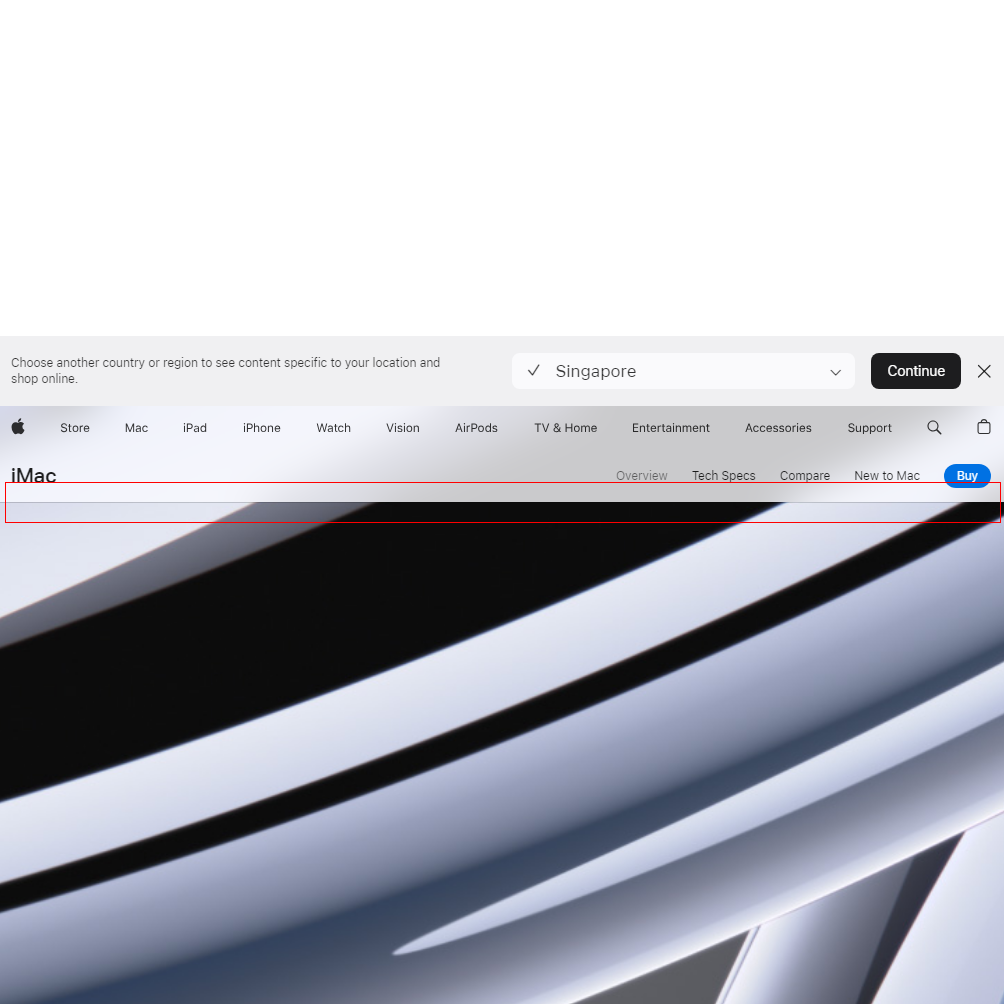 Choose another country or region to see content specific to your location and
shop online.
Singapore
Continue
Store Mac iPad iPhone Watch Vision AirPods TV & Home Entertainment Accessories Support
iMac
Overview Tech Specs Compare New to Mac Buy